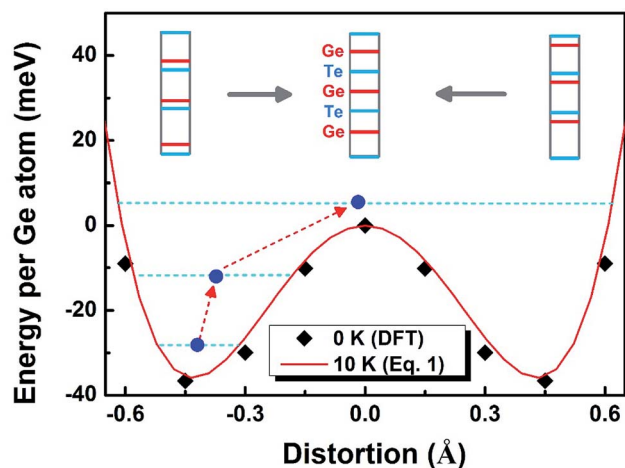 Energy per Ge atom (meV)
40
20
0
-20
-40
Ge
Te
Ge
Te
Ge
0 K (DFT)
10 K (Eq. 1)
-0.6
-0.3
0.0
0.3
0.6
Distortion (Å)